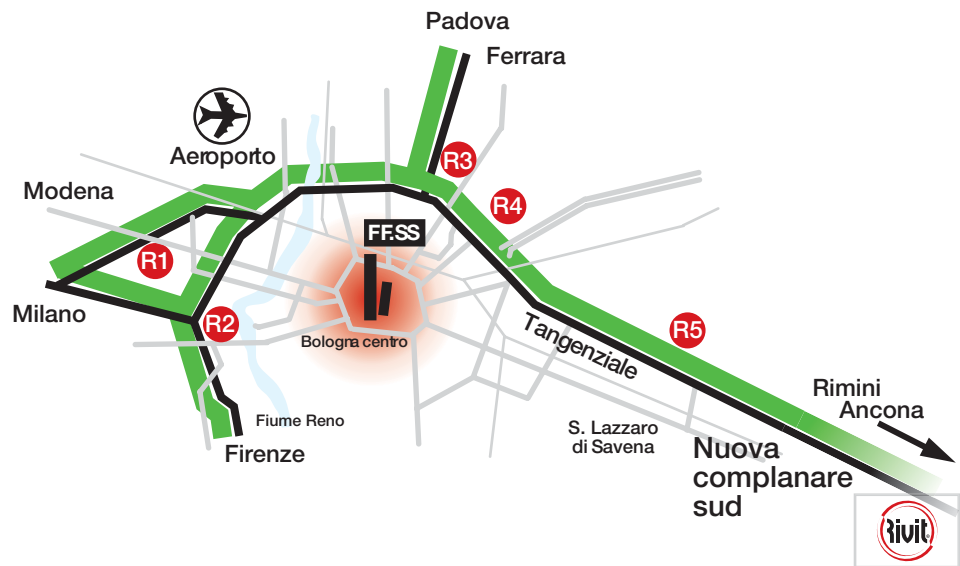 Padova
Ferrara
Aeroporto
R3
Modena
R4
FF.SS
R1
Milano
R2
Bologna centro
Tangenziale
R5
Rimini
Ancona
Fiume Reno
S. Lazzaro
di Savena
Firenze
Nuova
complanare
sud
Rivit